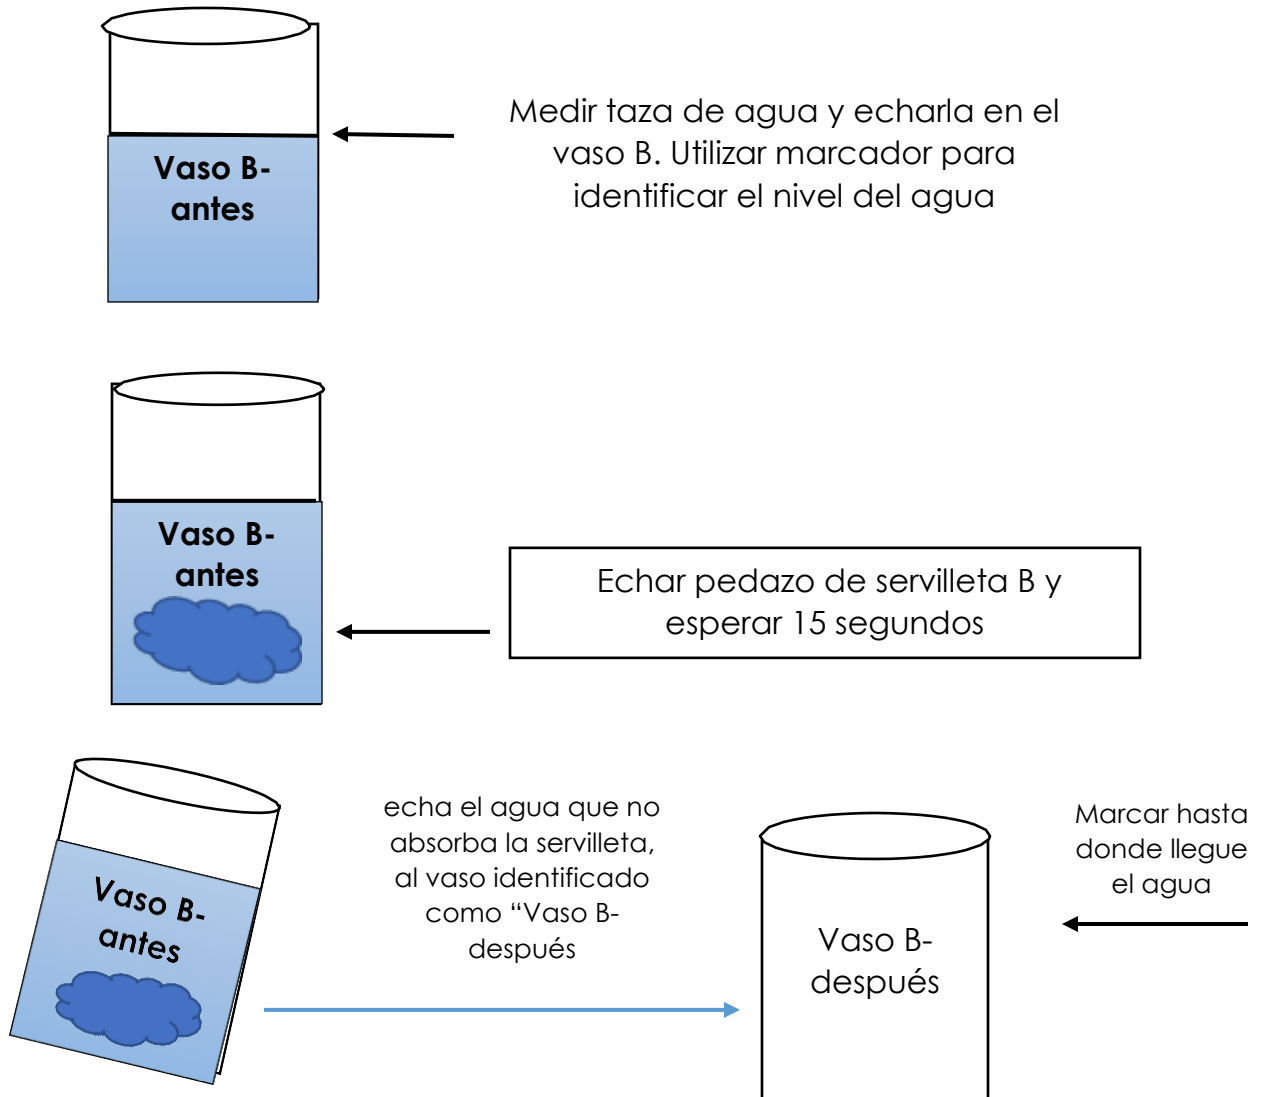 Medir taza de agua y echarla en el
vaso B. Utilizar marcador para
identificar el nivel del agua
Vaso B-
antes
Vaso B-
antes
Echar pedazo de servilleta B y
esperar 15 segundos
Vaso B-
antes
echa el agua que no
absorba la servilleta,
al vaso identificado
como “Vaso B-
después
Vaso B-
después
Marcar hasta
donde llegue
el agua